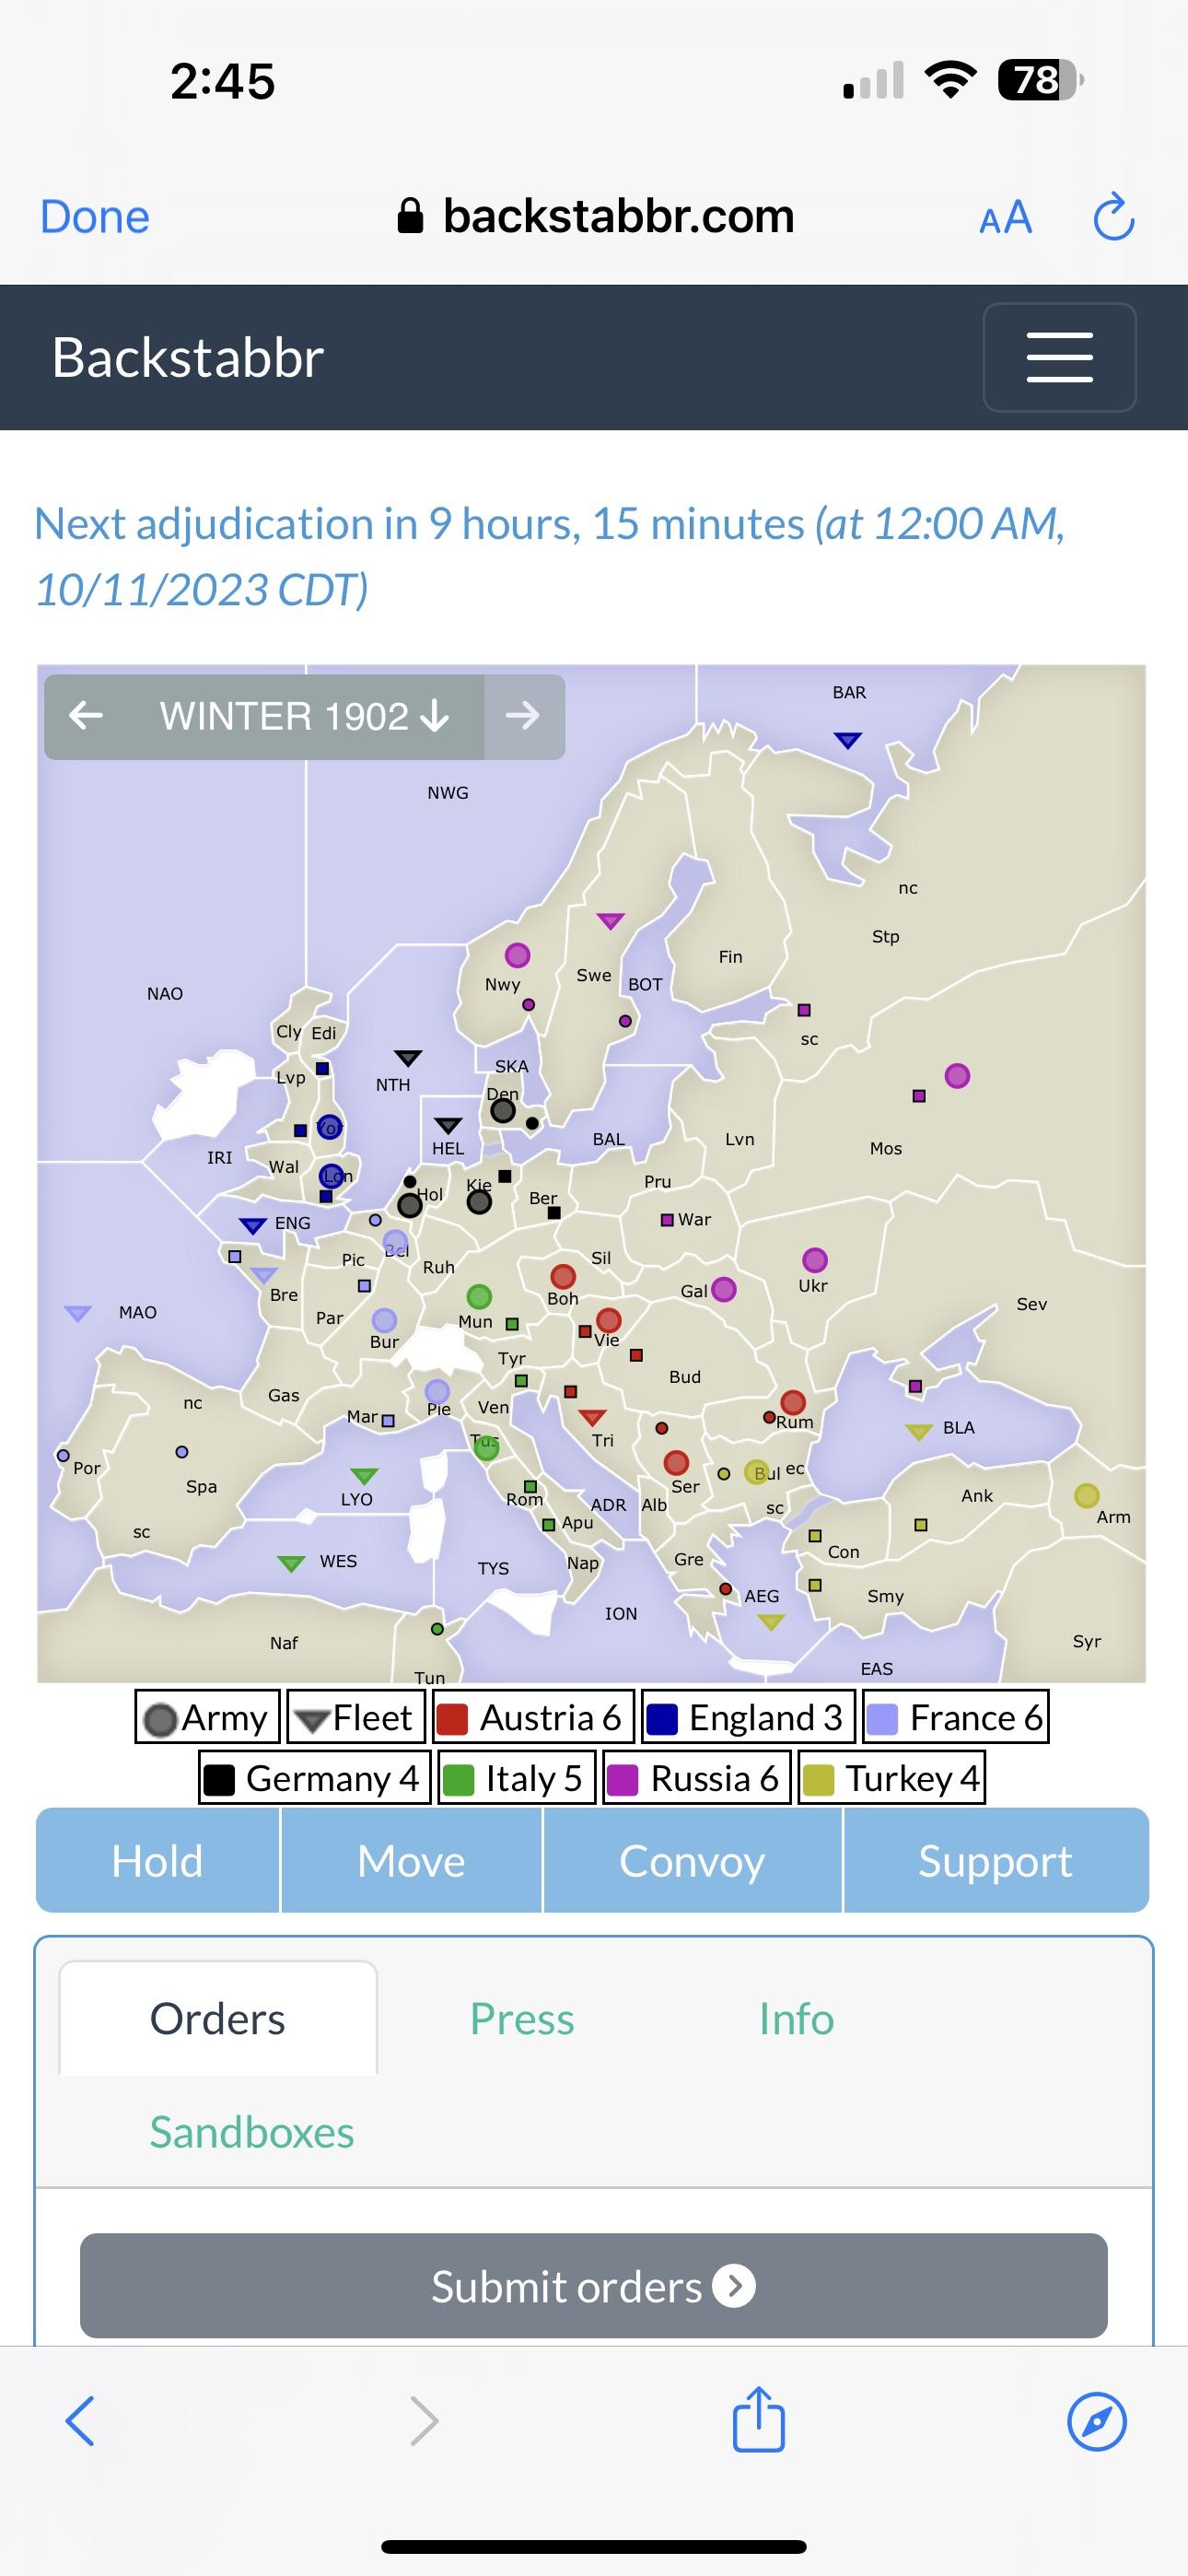 2:45
78
Done
backstabbr.com
AA
Backstabbr
Next adjudication in 9 hours, 15 minutes (at 12:00 AM,
10/11/2023 CDT)
BAR
← WINTER 1902 ↓ →
NWG
nc
Stp
Fin
Swe
Nwy
BOT
NAO
Cly
Edi
sc
SKA
Lvp
NTH
Den
Yor
HEL
BAL
Lvn
Mos
IRI
Wal
Lon
Kie
Hol
Ber
Pru
War
ENG
Bel
Pic
Ruh
Sil
Boh
Gal
Ukr
Bre
MAO
Par
Mun
Sev
Bur
Vie
Tyr
Bud
nc
Gas
Pie
Ven
Mar
Rum
BLA
Tus
Tri
Por
Spa
Ser
Bul
ec
LYO
Rom
ADR
Alb
sc
Ank
Arm
sc
Apu
Con
WES
TYS
Nap
Gre
AEG
Smy
ION
Naf
Syr
EAS
Tun
Army Fleet Austria 6 England 3 France 6
Germany 4 Italy 5 Russia 6 Turkey 4
Hold Move Convoy Support
Orders Press Info
Sandboxes
Submit orders